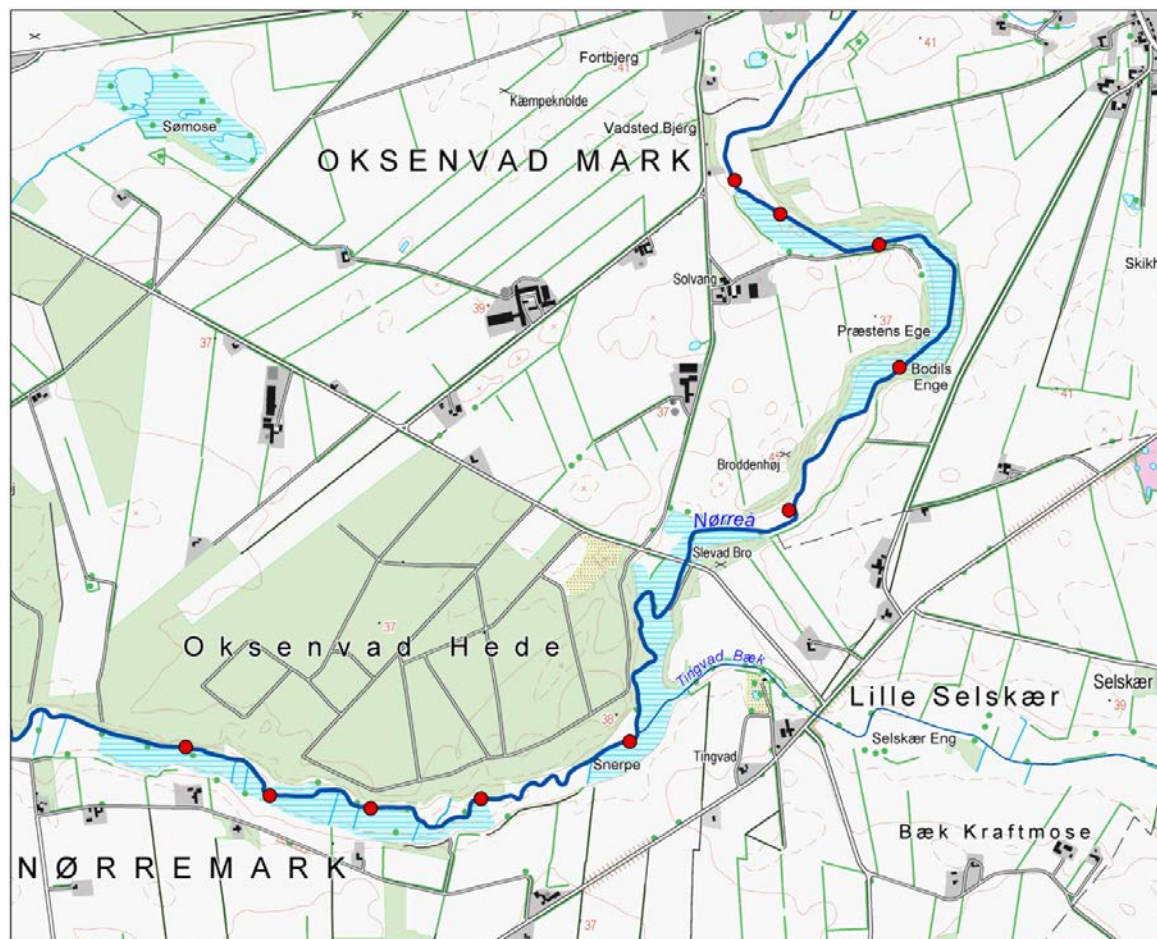 Fortbjerg
41
41
Kæmpeknolde
Sømose
Vadsted Bjerg
OKSENVAD MARK
Solvang
Skikh
39
37
37
Præstens Ege
Bodils
Enge
37
41
Broddenhøj
45
Nørreå
Slevad Bro
37
Oksenvad Hede
Tingvad Bæk
Lille Selskær
Selskær
38
39
Snerpe
Tingvad
Selskær Eng
Bæk Kraftmose
NØRREMARK
37